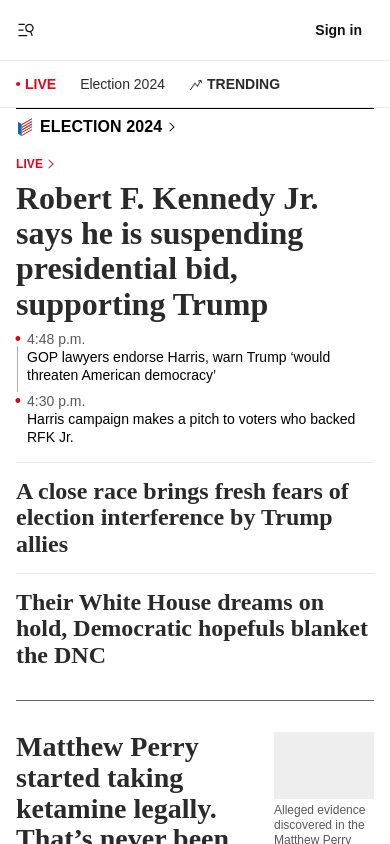 Sign in
LIVE
Election 2024
TRENDING
ELECTION 2024
LIVE
Robert F. Kennedy Jr.
says he is suspending
presidential bid,
supporting Trump
4:48 p.m.
GOP lawyers endorse Harris, warn Trump ‘would
threaten American democracy’
4:30 p.m.
Harris campaign makes a pitch to voters who backed
RFK Jr.
A close race brings fresh fears of
election interference by Trump
allies
Their White House dreams on
hold, Democratic hopefuls blanket
the DNC
Matthew Perry
started taking
ketamine legally.
That’s never been
Alleged evidence
discovered in the
Matthew Perry